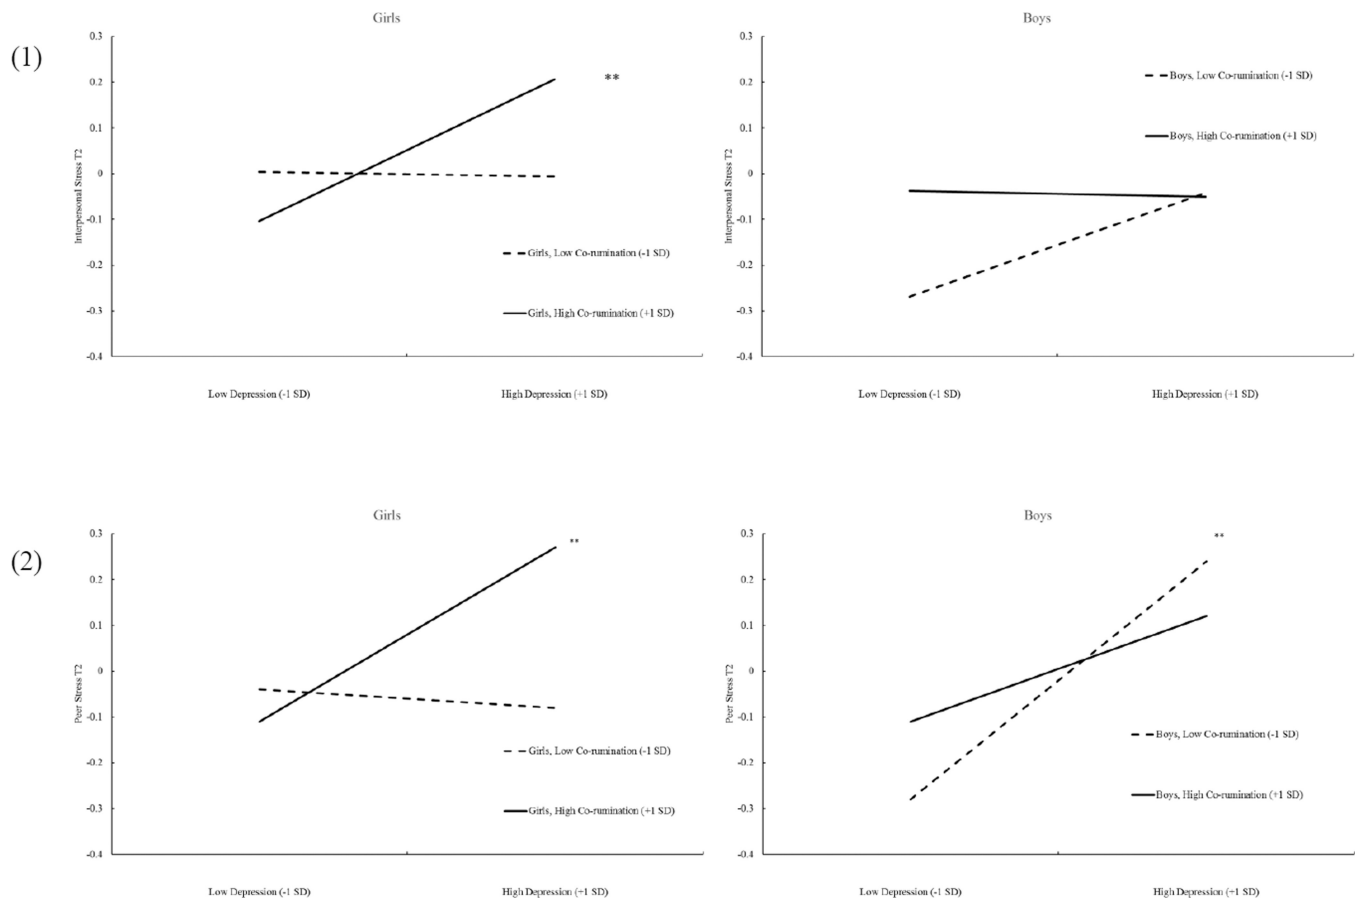 (1)
Girls
0.3
0.2
0.1
0
-0.1
-0.2
-0.3
-0.4
Interpersonal Stress T2
**
Girls, Low Co-rumination (-1 SD)
Girls, High Co-rumination (+1 SD)
Low Depression (-1 SD)
High Depression (+1 SD)
Boys
0.3
0.2
0.1
0
-0.1
-0.2
-0.3
-0.4
Interpersonal Stress T2
Boys, Low Co-rumination (-1 SD)
Boys, High Co-rumination (+1 SD)
Low Depression (-1 SD)
High Depression (+1 SD)
(2)
Girls
0.3
0.2
0.1
0
-0.1
-0.2
-0.3
-0.4
Peer Stress T2
**
Girls, Low Co-rumination (-1 SD)
Girls, High Co-rumination (+1 SD)
Low Depression (-1 SD)
High Depression (+1 SD)
Boys
0.3
0.2
0.1
0
-0.1
-0.2
-0.3
-0.4
Peer Stress T2
**
Boys, Low Co-rumination (-1 SD)
Boys, High Co-rumination (+1 SD)
Low Depression (-1 SD)
High Depression (+1 SD)